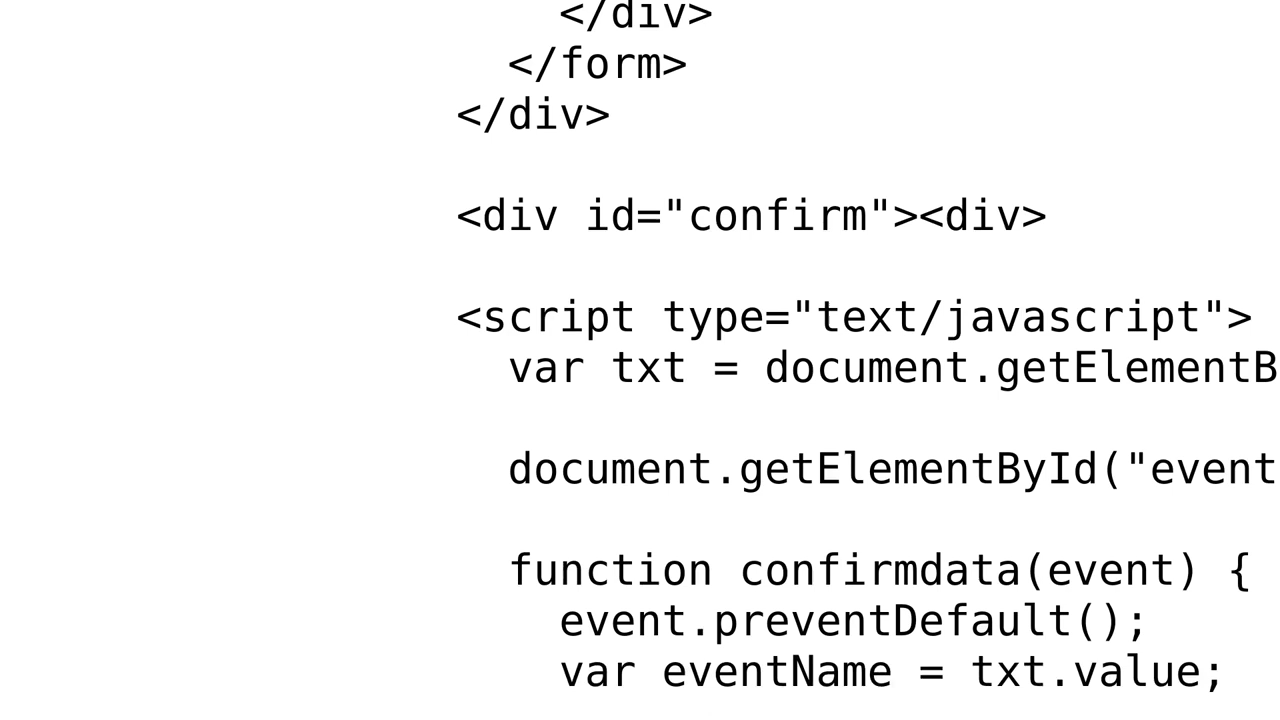 </div>
</form>
</div>
<div id="confirm"><div>
<script type="text/javascript">
var txt = document.getElementB
document.getElementById("event
function confirmdata(event) {
event.preventDefault();
var eventName = txt.value;